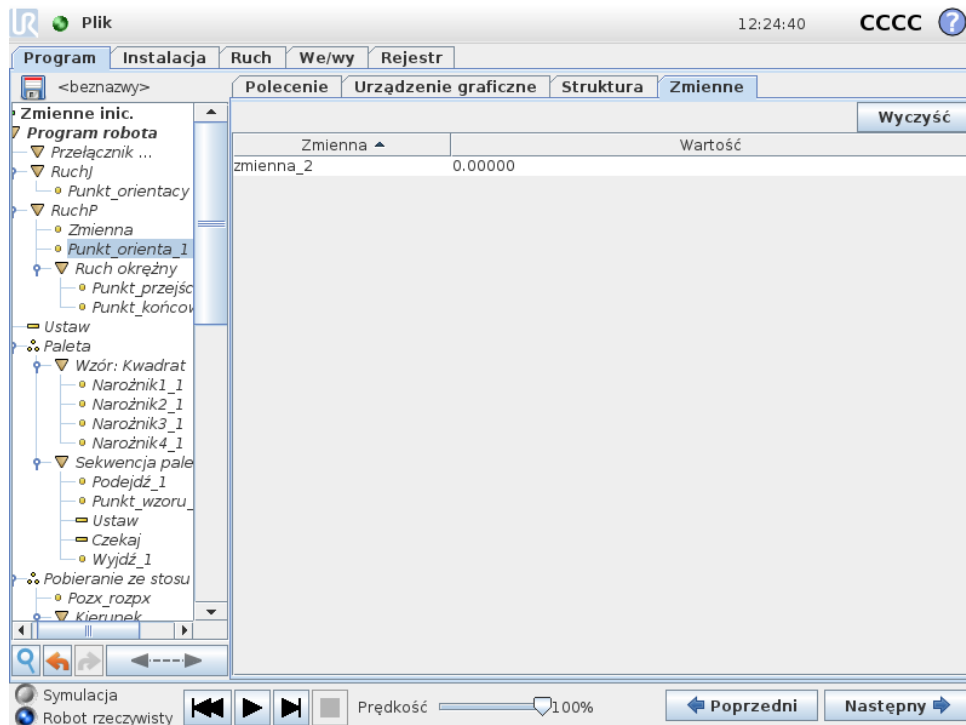 UR Plik 12:24:40 CCCC ?
Program Instalacja Ruch We/wy Rejestr
<beznazwy>
Polecenie Urządzenie graficzne Struktura Zmienne
Wyczyść
Zmienna Wartość
zmienna_2 0.00000
Zmienne inic.
Program robota
Przełącznik ...
RuchJ
Punkt_orientacy
RuchP
Zmienna
Punkt_orienta_1
Ruch okrężny
Punkt_przejśc
Punkt_końcow
Ustaw
Paleta
Wzór: Kwadrat
Narożnik1_1
Narożnik2_1
Narożnik3_1
Narożnik4_1
Sekwencja pale
Podejdź_1
Punkt_wzoru_
Ustaw
Czekaj
Wyjdź_1
Pobieranie ze stosu
Pozx_rozpx
Kierunek
Symulacja
Robot rzeczywisty
Prędkość 100%
Poprzedni Następny